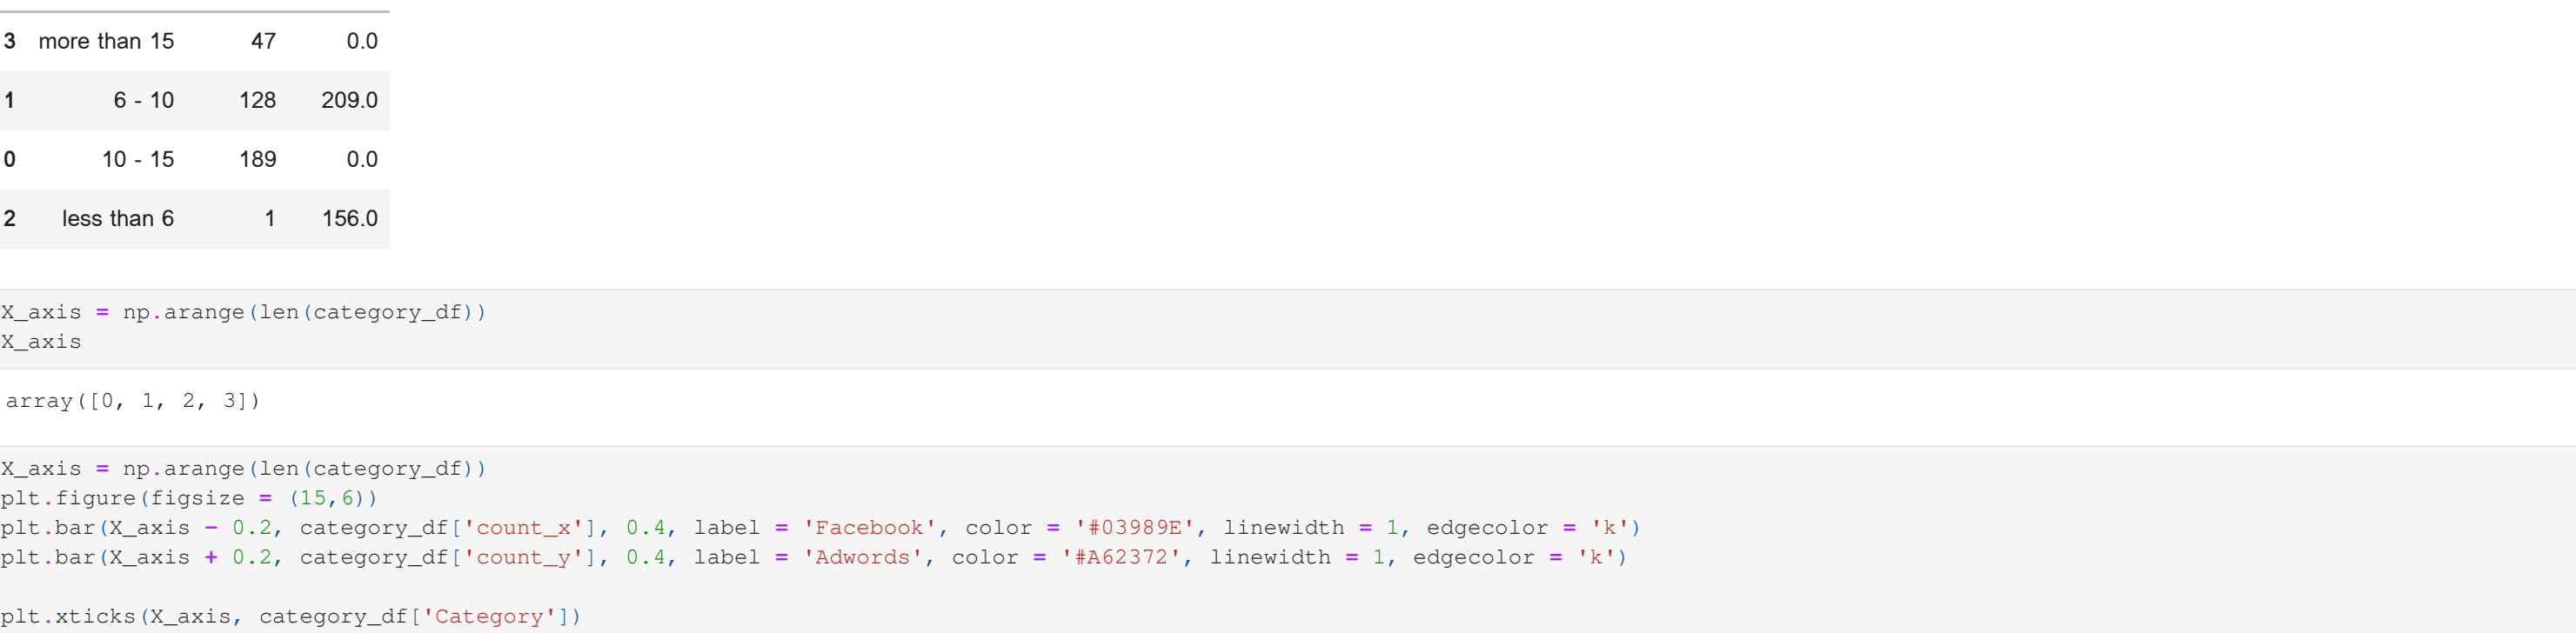 3 more than 15 47 0.0
1 6 - 10 128 209.0
0 10 - 15 189 0.0
2 less than 6 1 156.0
X_axis = np.arange(len(category_df))
X_axis
array([0, 1, 2, 3])
X_axis = np.arange(len(category_df))
plt.figure(figsize = (15,6))
plt.bar(X_axis - 0.2, category_df['count_x'], 0.4, label = 'Facebook', color = '#03989E', linewidth = 1, edgecolor = 'k')
plt.bar(X_axis + 0.2, category_df['count_y'], 0.4, label = 'Adwords', color = '#A62372', linewidth = 1, edgecolor = 'k')
plt.xticks(X_axis, category_df['Category'])